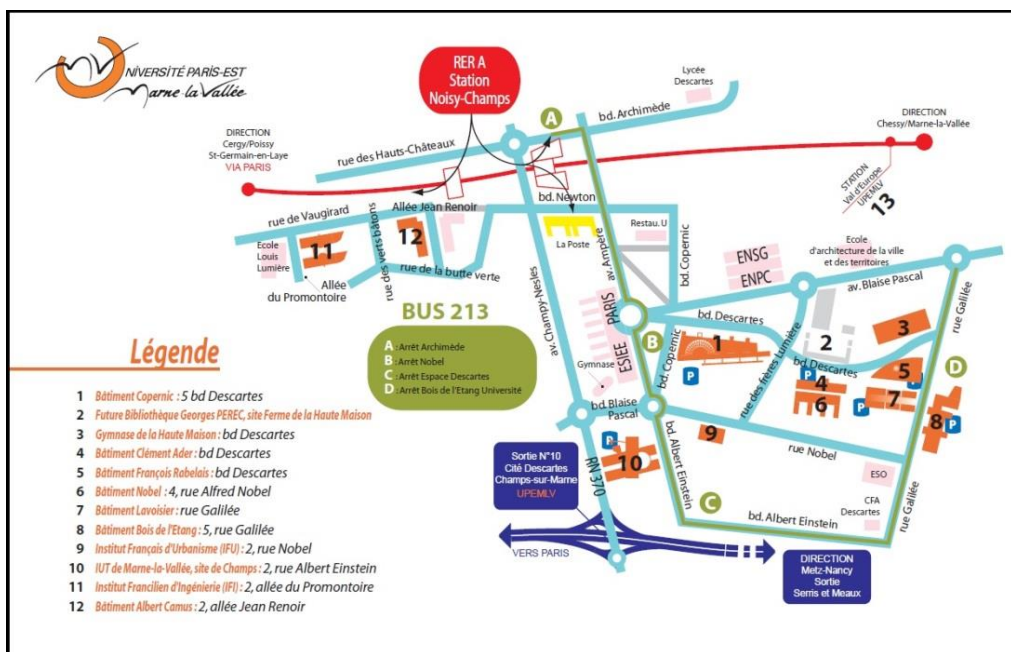 UNIVERSITÉ PARIS-EST
Marne-la-Vallée
RER A
Station
Noisy-Champs
Lycée
Descartes
A
bd. Archimède
DIRECTION
Chessy/Marne-la-Vallée
DIRECTION
Cergy/Poissy
St-Germain-en-Laye
VIA PARIS
rue des Hauts-Châteaux
STATION
Val d'Europe
UPEMLV
13
bd. Newton
Allée Jean Renoir
rue de Vaugirard
La Poste
Restau. U
Ecole
Louis
Lumière
11
rue des verts bâtons
12
rue de la butte verte
Allée
du Promontoire
av. Ampère
bd. Copernic
ENSG
ENPC
Ecole
d'architecture de la ville
et des territoires
av. Blaise Pascal
av. Champy-Nesles
BUS 213
A : Arrêt Archimède
B : Arrêt Nobel
C : Arrêt Espace Descartes
D : Arrêt Bois de l'Etang Université
ESIEE PARIS
B
bd. Descartes
bd. Copernic
1
P
rue des frères Lumière
2
3
rue Galilée
bd. Descartes
P
4
5
P
6
7
D
8
P
Gymnase
bd. Blaise
Pascal
P
10
9
rue Nobel
RN 370
bd. Albert Einstein
ESO
CFA
Descartes
rue Galilée
C
bd. Albert Einstein
Sortie N°10
Cité Descartes
Champs-sur-Marne
UPEMLV
VERS PARIS
DIRECTION
Metz-Nancy
Sortie
Serris et Meaux
Légende
1 Bâtiment Copernic : 5 bd Descartes
2 Future Bibliothèque Georges PEREC, site Ferme de la Haute Maison
3 Gymnase de la Haute Maison : bd Descartes
4 Bâtiment Clément Ader : bd Descartes
5 Bâtiment François Rabelais : bd Descartes
6 Bâtiment Nobel : 4, rue Alfred Nobel
7 Bâtiment Lavoisier : rue Galilée
8 Bâtiment Bois de l'Etang : 5, rue Galilée
9 Institut Français d'Urbanisme (IFU) : 2, rue Nobel
10 IUT de Marne-la-Vallée, site de Champs : 2, rue Albert Einstein
11 Institut Francilien d'Ingénierie (IFI) : 2, allée du Promontoire
12 Bâtiment Albert Camus : 2, allée Jean Renoir